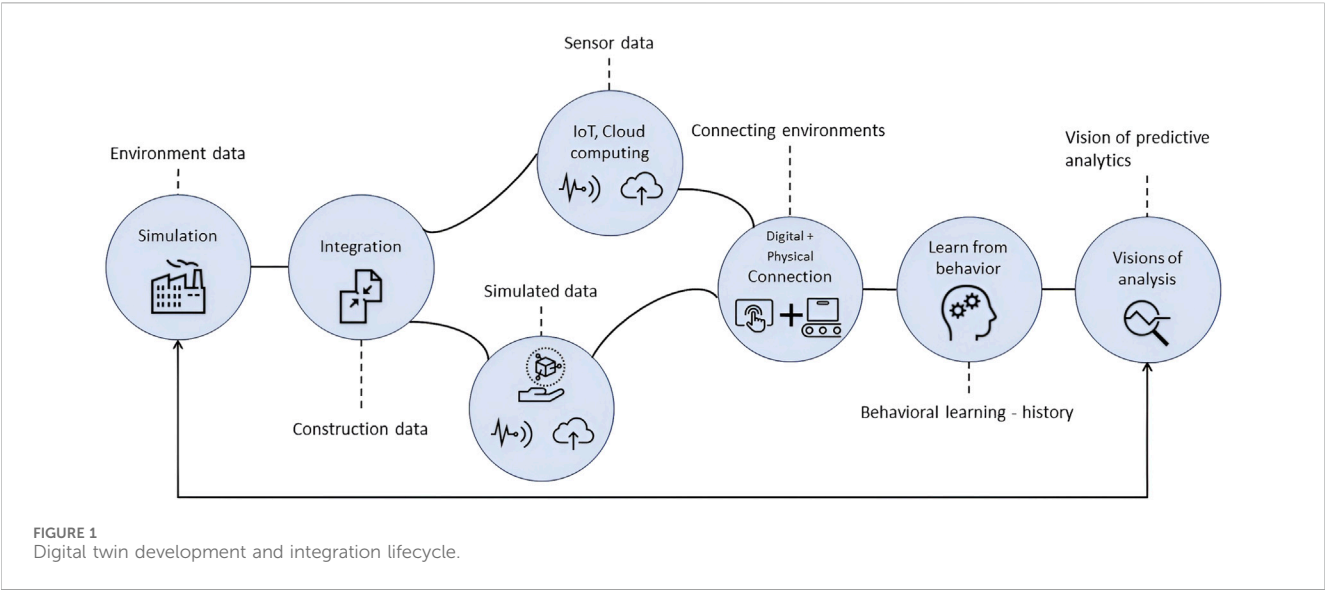 Sensor data
IoT, Cloud
computing
Connecting environments
Vision of predictive
analytics
Environment data
Simulation
Integration
Digital +
Physical
Connection
Learn from
behavior
Visions of
analysis
Simulated data
Construction data
Behavioral learning - history
FIGURE 1
Digital twin development and integration lifecycle.